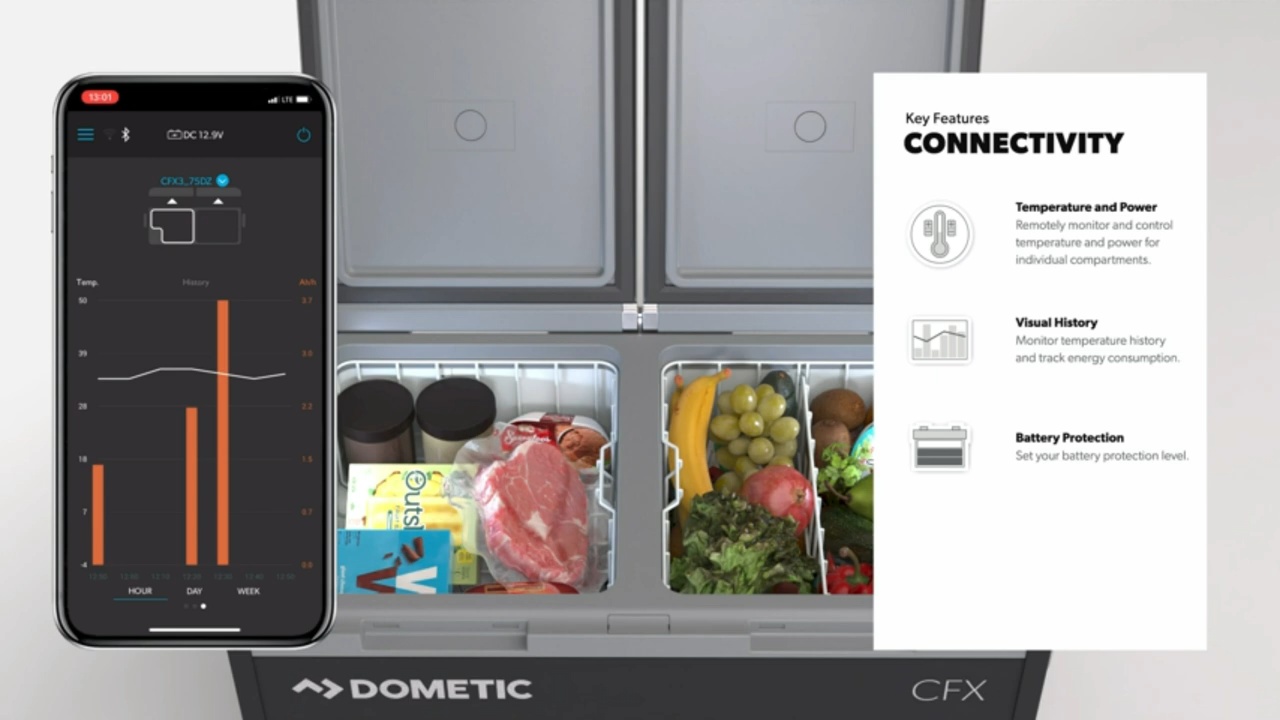 13:01
LTE
DC 12.9V
CFX3_75DZ
Temp.
History
Ah/h
50
3.7
39
3.0
28
2.2
18
1.5
7
0.7
-4
0.0
HOUR
DAY
WEEK
Outs
V
DOMETIC
CFX
Key Features
CONNECTIVITY
Temperature and Power
Remotely monitor and control
temperature and power for
individual compartments.
Visual History
Monitor temperature history
and track energy consumption.
Battery Protection
Set your battery protection level.